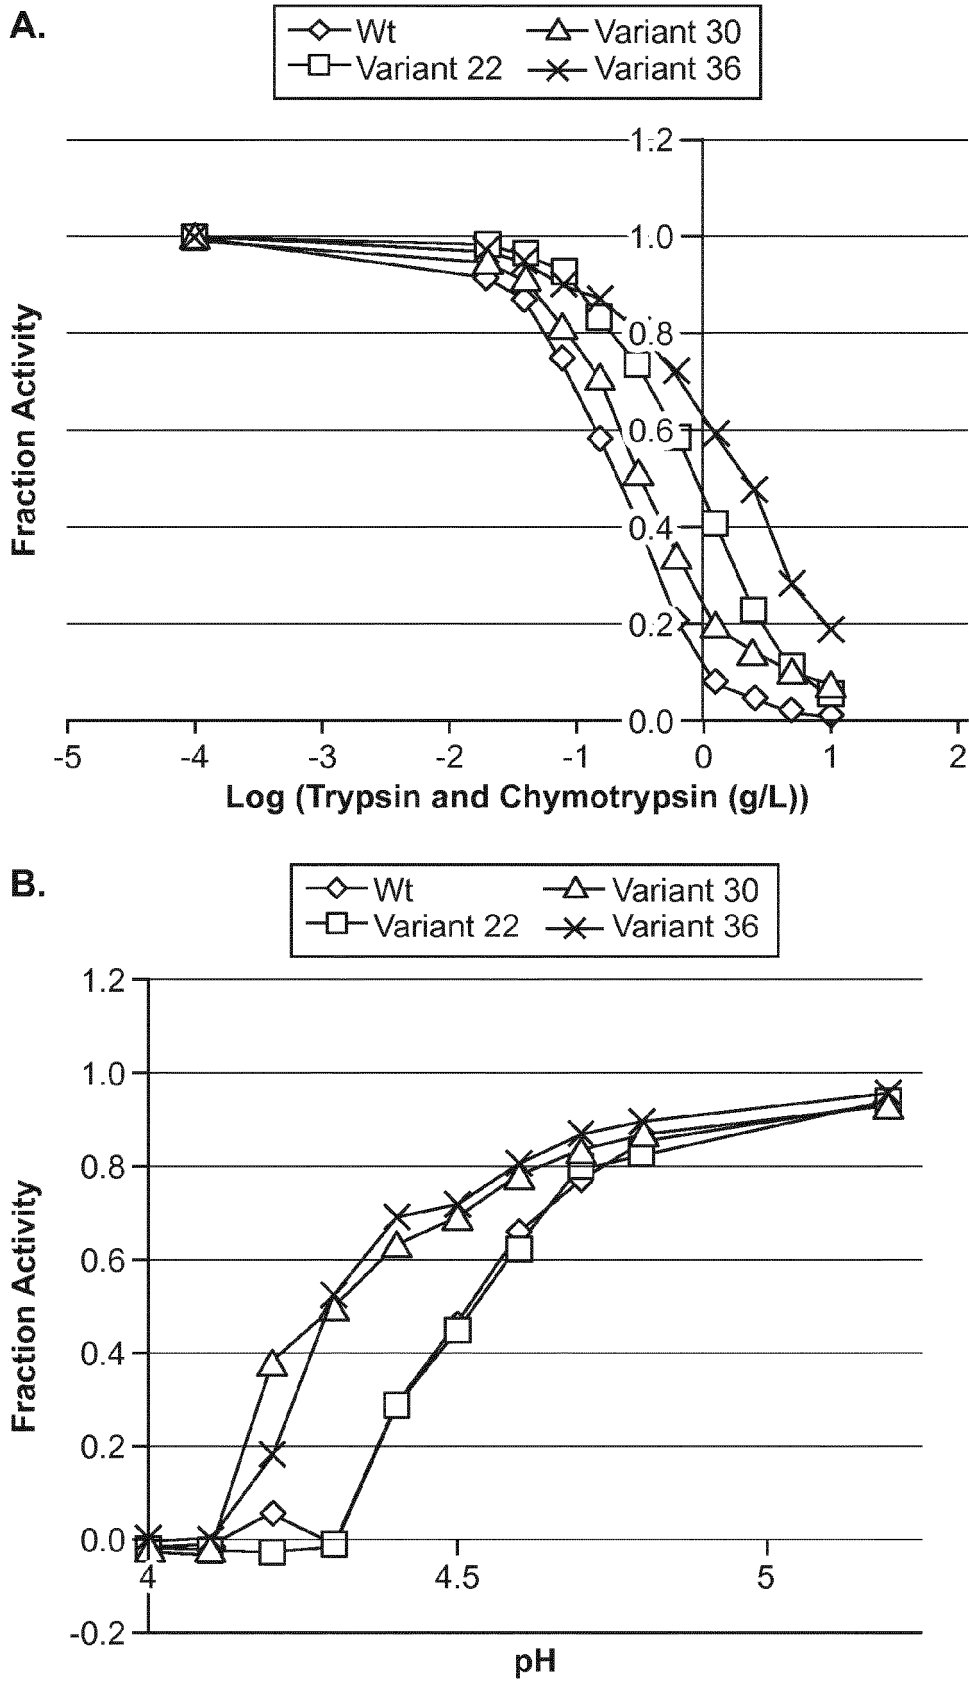 A.
Wt Variant 30
Variant 22 Variant 36
1.2
1.0
0.8
0.6
0.4
0.2
0.0
Fraction Activity
-5 -4 -3 -2 -1 0 1 2
Log (Trypsin and Chymotrypsin (g/L))
B.
Wt Variant 30
Variant 22 Variant 36
1.2
1.0
0.8
0.6
0.4
0.2
0.0
Fraction Activity
4 4.5 5
-0.2
pH